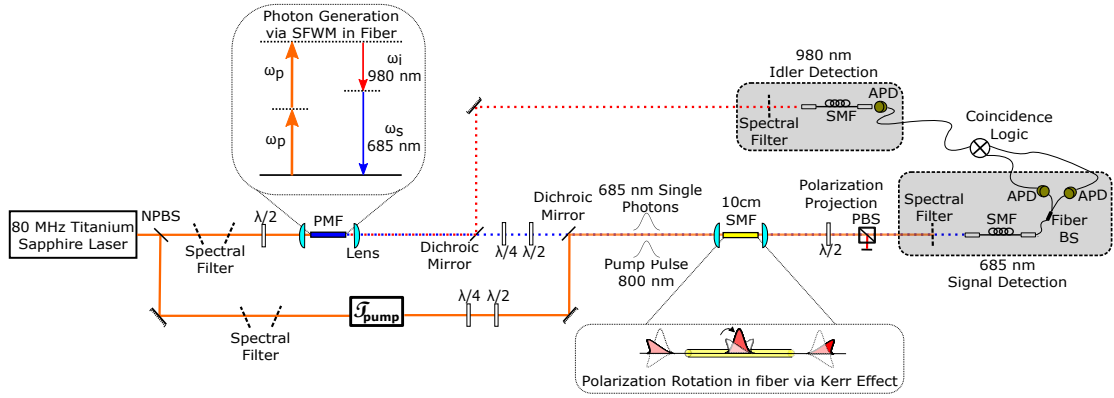 Photon Generation
via SFWM in Fiber
ωp
ωp
ωi
980 nm
ωs
685 nm
980 nm
Idler Detection
APD
Spectral
Filter
SMF
Coincidence
Logic
80 MHz Titanium
Sapphire Laser
NPBS
Spectral
Filter
λ/2
PMF
Lens
Dichroic
Mirror
λ/4
λ/2
Dichroic
Mirror
685 nm Single
Photons
Pump Pulse
800 nm
10cm
SMF
Polarization
Projection
λ/2
PBS
Spectral
Filter
SMF
APD
APD
Fiber
BS
685 nm
Signal Detection
Spectral
Filter
𝒯pump
λ/4
λ/2
Polarization Rotation in fiber via Kerr Effect